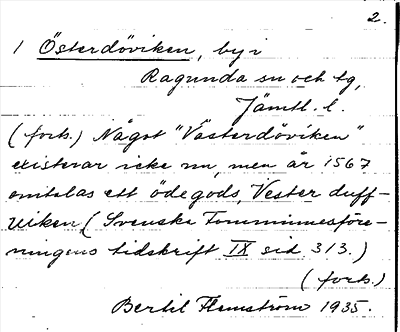 2.
1 Österdöviken, by i
Ragunda sn och tg,
Jämtl. l.
(forts.) Något "Västerdöviken"
existerar icke nu, men år 1567
omtalas ett ödegods, Vester duff-
wiken, (Svenska Fornminnesföre-
ningens tidskrift IX sid. 313.)
(forts.)
Bertil Flemström 1935.